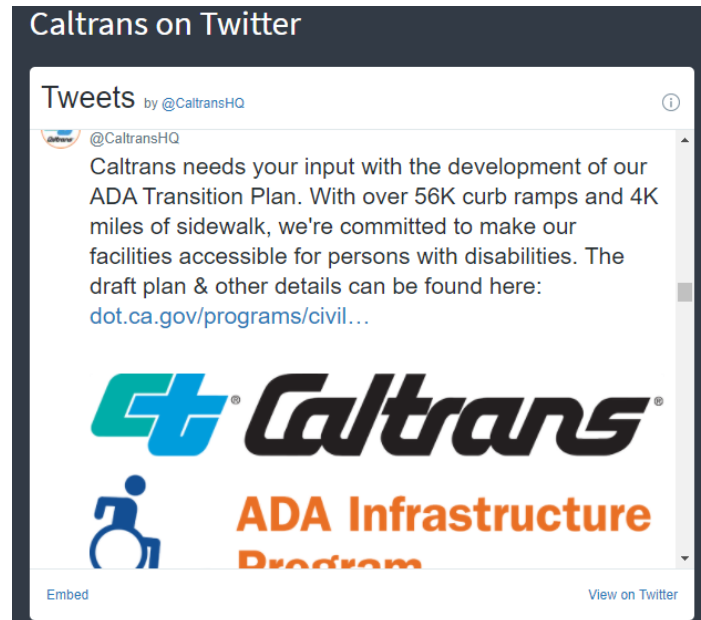 Caltrans on Twitter
Tweets by @CaltransHQ
@CaltransHQ
Caltrans needs your input with the development of our
ADA Transition Plan. With over 56K curb ramps and 4K
miles of sidewalk, we're committed to make our
facilities accessible for persons with disabilities. The
draft plan & other details can be found here:
dot.ca.gov/programs/civil…
Ct® Caltrans®
ADA Infrastructure
Program
Embed
View on Twitter